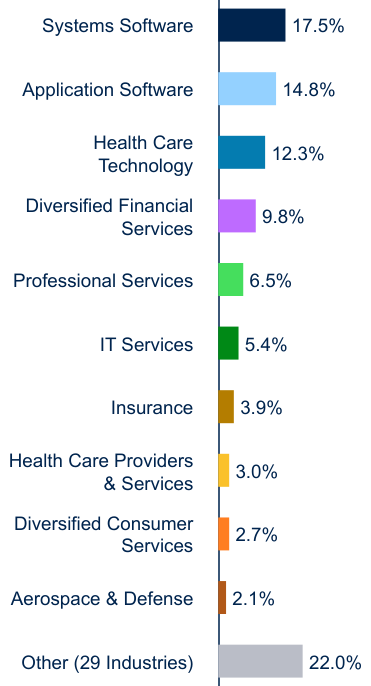 Systems Software 17.5%
Application Software 14.8%
Health Care
Technology 12.3%
Diversified Financial
Services 9.8%
Professional Services 6.5%
IT Services 5.4%
Insurance 3.9%
Health Care Providers
& Services 3.0%
Diversified Consumer
Services 2.7%
Aerospace & Defense 2.1%
Other (29 Industries) 22.0%